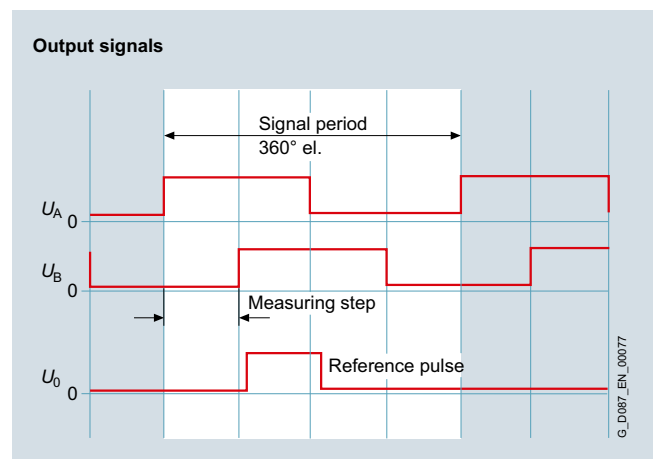 Output signals
Signal period
360° el.
UA 0
UB 0
Measuring step
Reference pulse
U0 0
G_D087_EN_00077